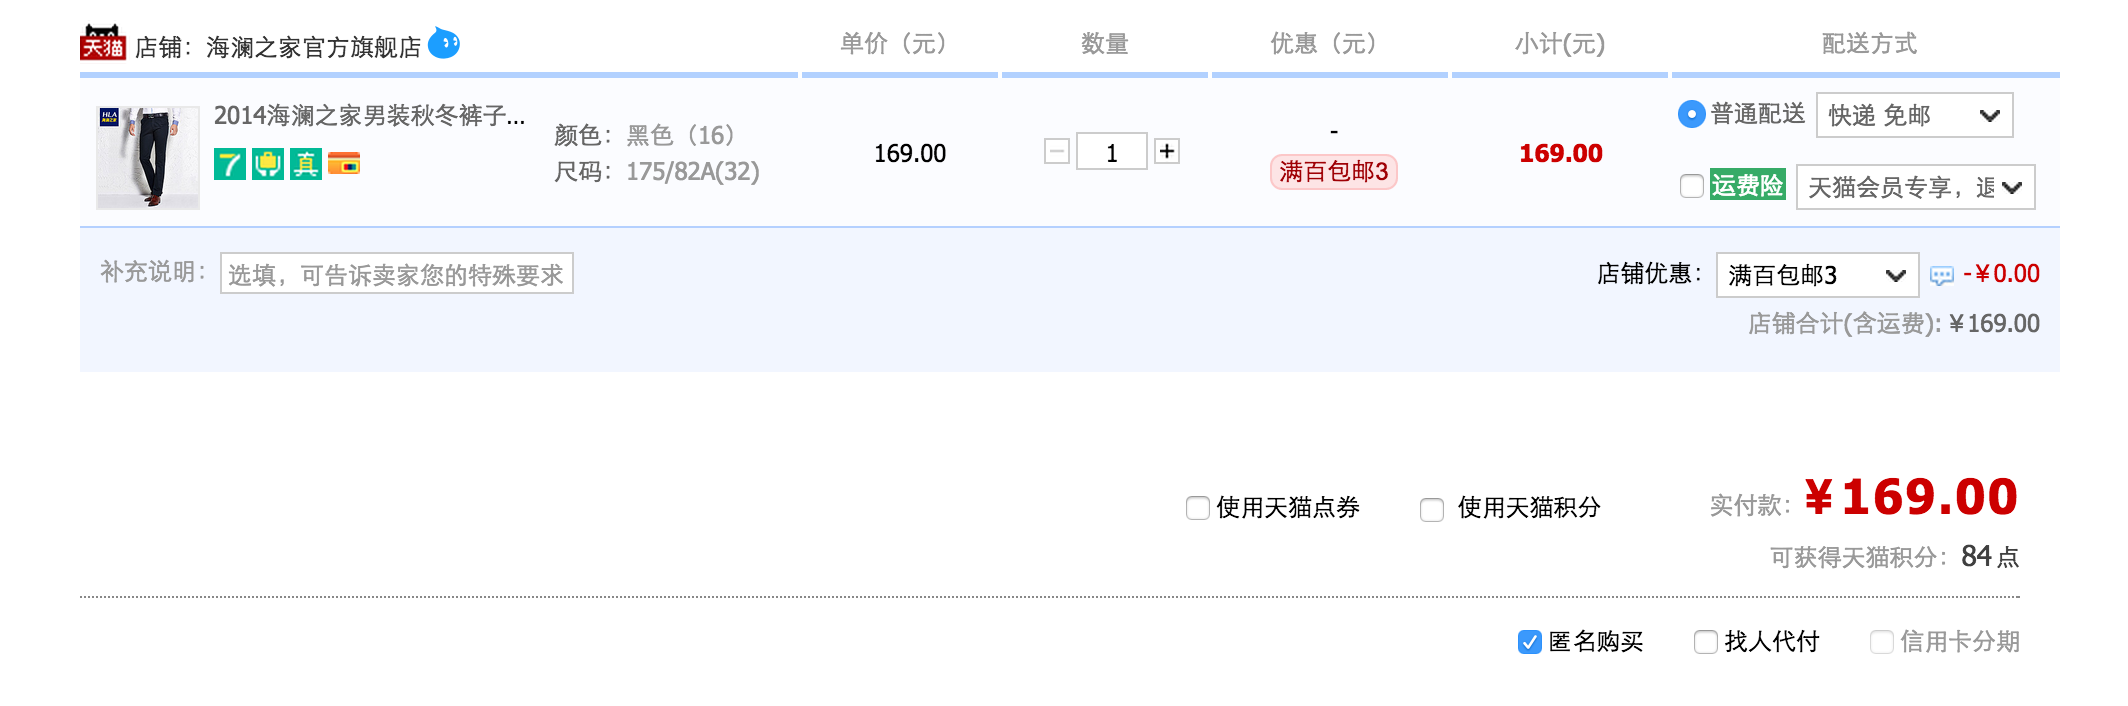 天猫 店铺：海澜之家官方旗舰店 单价（元） 数量 优惠（元） 小计(元) 配送方式
HLA
2014海澜之家男装秋冬裤子...
7 真
颜色：黑色（16）
尺码：175/82A(32)
169.00
1
-
满百包邮3
169.00
普通配送 快递 免邮
运费险 天猫会员专享，退
补充说明： 选填，可告诉卖家您的特殊要求
店铺优惠： 满百包邮3 -¥0.00
店铺合计(含运费): ¥169.00
使用天猫点券 使用天猫积分 实付款：¥169.00
可获得天猫积分：84点
匿名购买 找人代付 信用卡分期